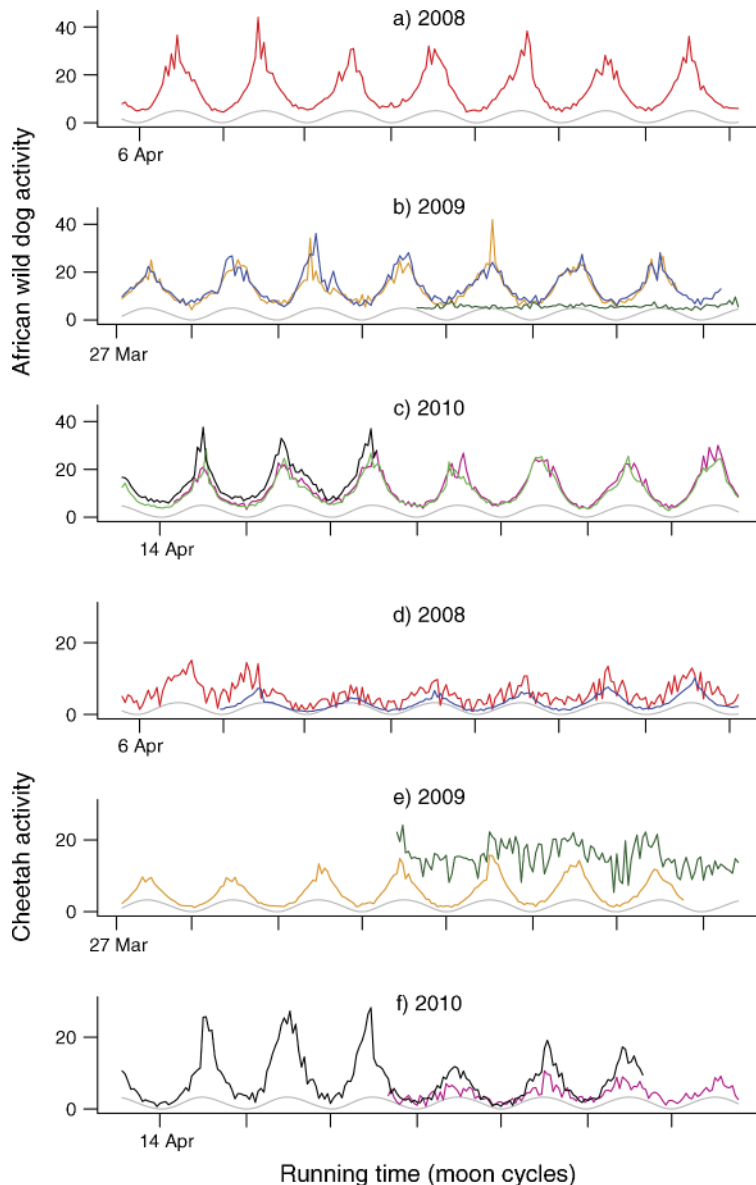 a) 2008
40
20
0
6 Apr
African wild dog activity
b) 2009
40
20
0
27 Mar
c) 2010
40
20
0
14 Apr
d) 2008
20
0
6 Apr
Cheetah activity
e) 2009
20
0
27 Mar
f) 2010
20
0
14 Apr
Running time (moon cycles)